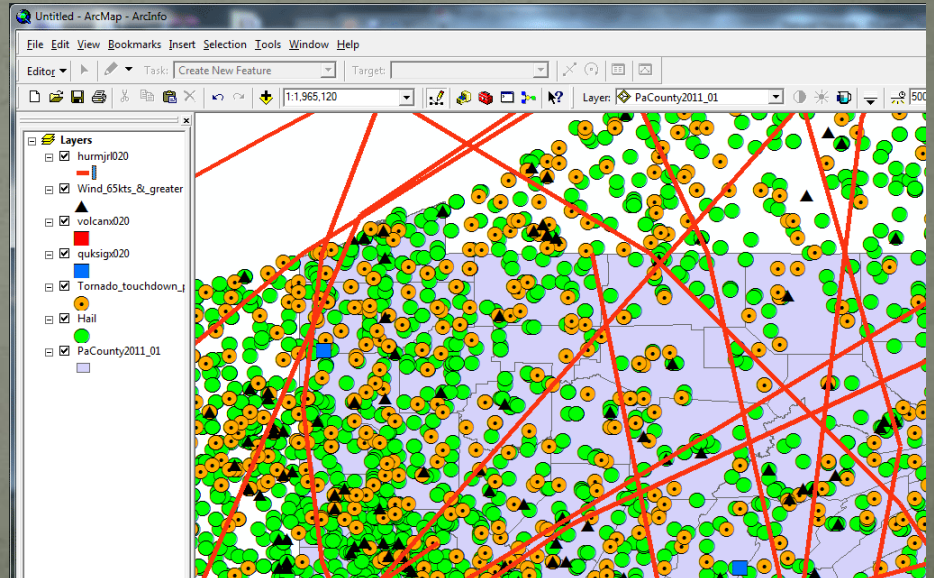 Untitled - ArcMap - ArcInfo
File Edit View Bookmarks Insert Selection Tools Window Help
Editor Task: Create New Feature Target:
1:1,965,120 Layer: PaCounty2011_01 500
Layers
hurmjrl020
Wind_65kts_&_greater
volcanx020
quksigx020
Tornado_touchdown_
Hail
PaCounty2011_01